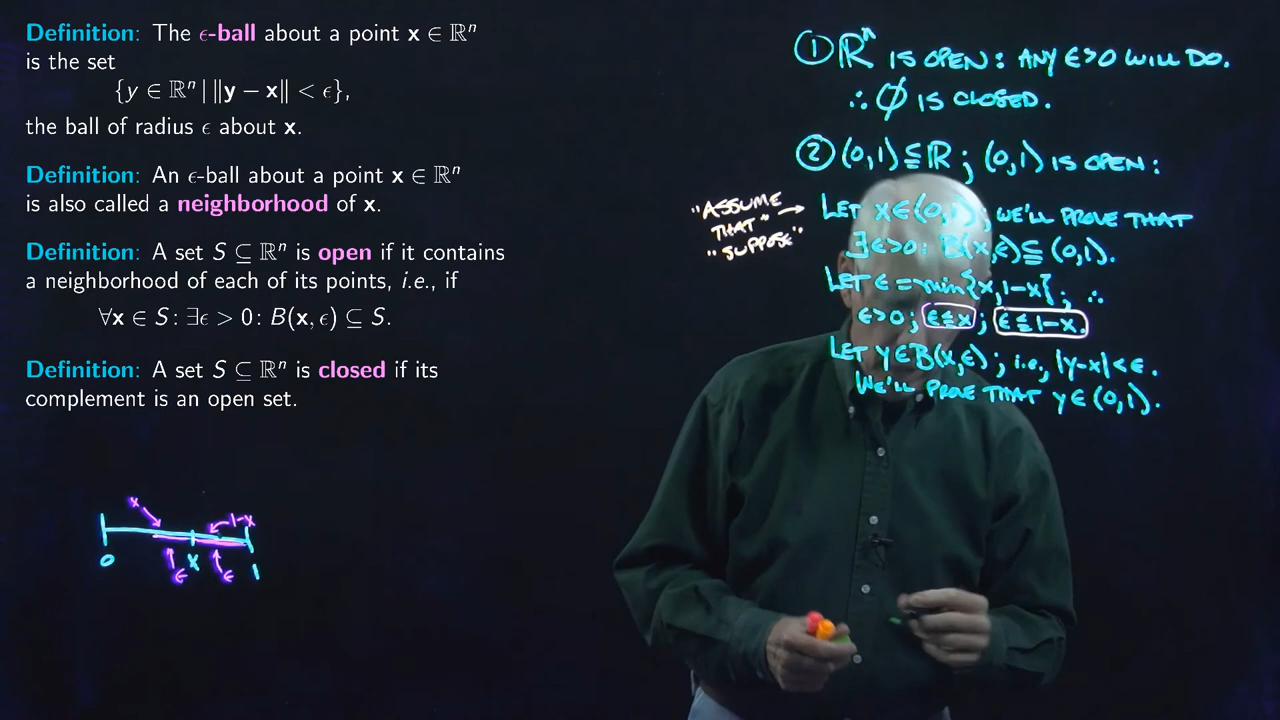 Definition: The ϵ-ball about a point x ∈ ℝⁿ
is the set
{y ∈ ℝⁿ | ‖y − x‖ < ϵ},
the ball of radius ϵ about x.
Definition: An ϵ-ball about a point x ∈ ℝⁿ
is also called a neighborhood of x.
Definition: A set S ⊆ ℝⁿ is open if it contains
a neighborhood of each of its points, i.e., if
∀x ∈ S: ∃ϵ > 0: B(x, ϵ) ⊆ S.
Definition: A set S ⊆ ℝⁿ is closed if its
complement is an open set.
x
1-x
0
ϵ
x
ϵ
1
① ℝⁿ IS OPEN: ANY ϵ>0 WILL DO.
∴ ∅ IS CLOSED.
② (0,1) ⊆ ℝ; (0,1) IS OPEN:
"ASSUME
THAT" →
"SUPPOSE"
LET x∈(0,1); WE'LL PROVE THAT
∃ϵ>0: B(x,ϵ) ⊆ (0,1).
LET ϵ = min{x,1-x}; ∴
ϵ>0; ϵ≦x; ϵ≦1-x.
LET y∈B(x,ϵ); i.e., |y-x|<ϵ.
WE'LL PROVE THAT y∈(0,1).